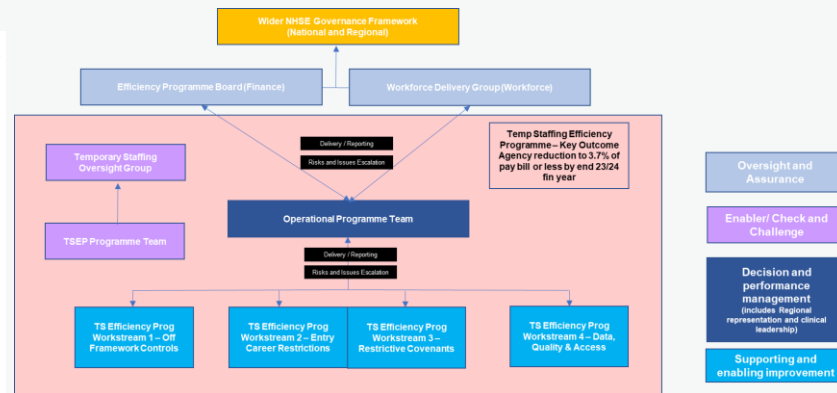 Wider NHSE Governance Framework
(National and Regional)
Efficiency Programme Board (Finance)
Workforce Delivery Group (Workforce)
Delivery / Reporting
Risks and Issues Escalation
Temp Staffing Efficiency
Programme – Key Outcome
Agency reduction to 3.7% of
pay bill or less by end 23/24
fin year
Temporary Staffing
Oversight Group
TSEP Programme Team
Operational Programme Team
Delivery / Reporting
Risks and Issues Escalation
TS Efficiency Prog
Workstream 1 – Off
Framework Controls
TS Efficiency Prog
Workstream 2 – Entry
Career Restrictions
TS Efficiency Prog
Workstream 3 –
Restrictive Covenants
TS Efficiency Prog
Workstream 4 – Data,
Quality & Access
Oversight and
Assurance
Enabler/ Check and
Challenge
Decision and
performance
management
(includes Regional
representation and clinical
leadership)
Supporting and
enabling improvement